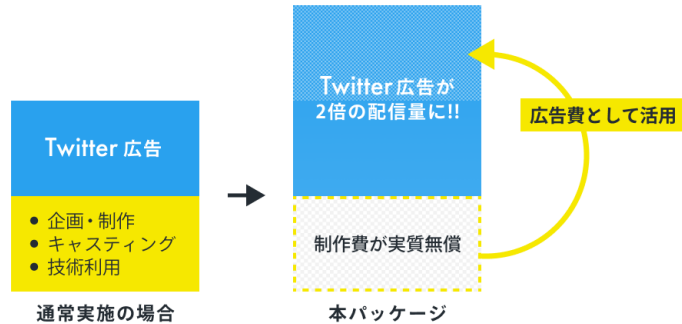 Twitter 広告
• 企画・制作
• キャスティング
• 技術利用
通常実施の場合
Twitter 広告が
2倍の配信量に!!
制作費が実質無償
本パッケージ
広告費として活用